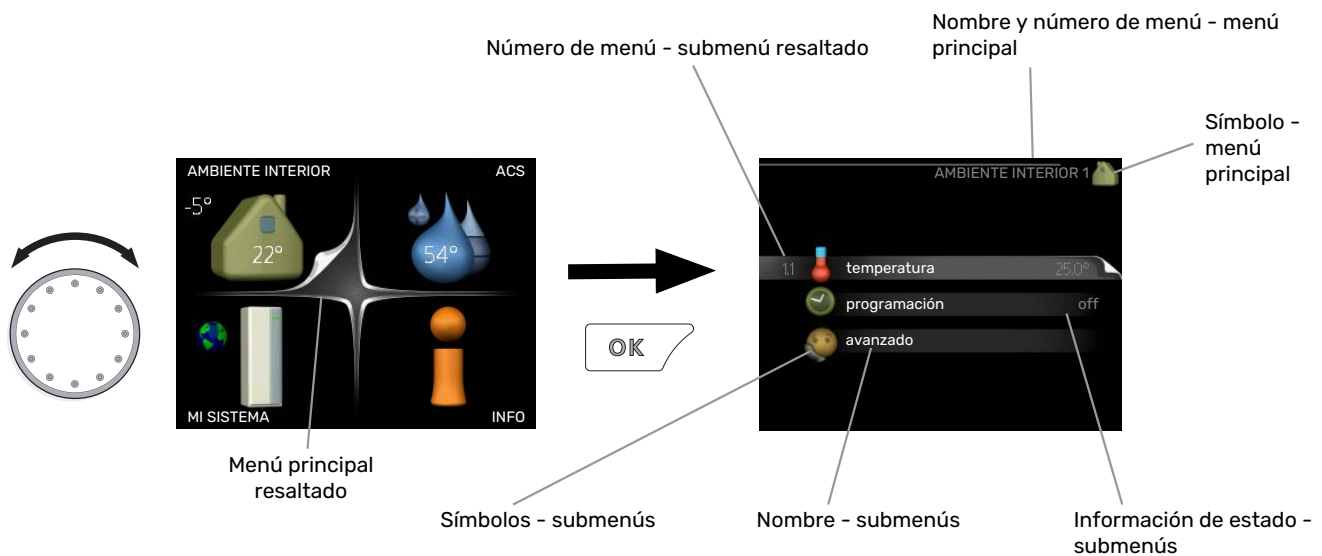 Nombre y número de menú - menú
principal
Número de menú - submenú resaltado
Símbolo -
menú
principal
AMBIENTE INTERIOR
ACS
-5°
22°
54°
MI SISTEMA
INFO
OK
AMBIENTE INTERIOR 1
1.1
temperatura
25.0°
programación
off
avanzado
Menú principal
resaltado
Símbolos - submenús
Nombre - submenús
Información de estado -
submenús